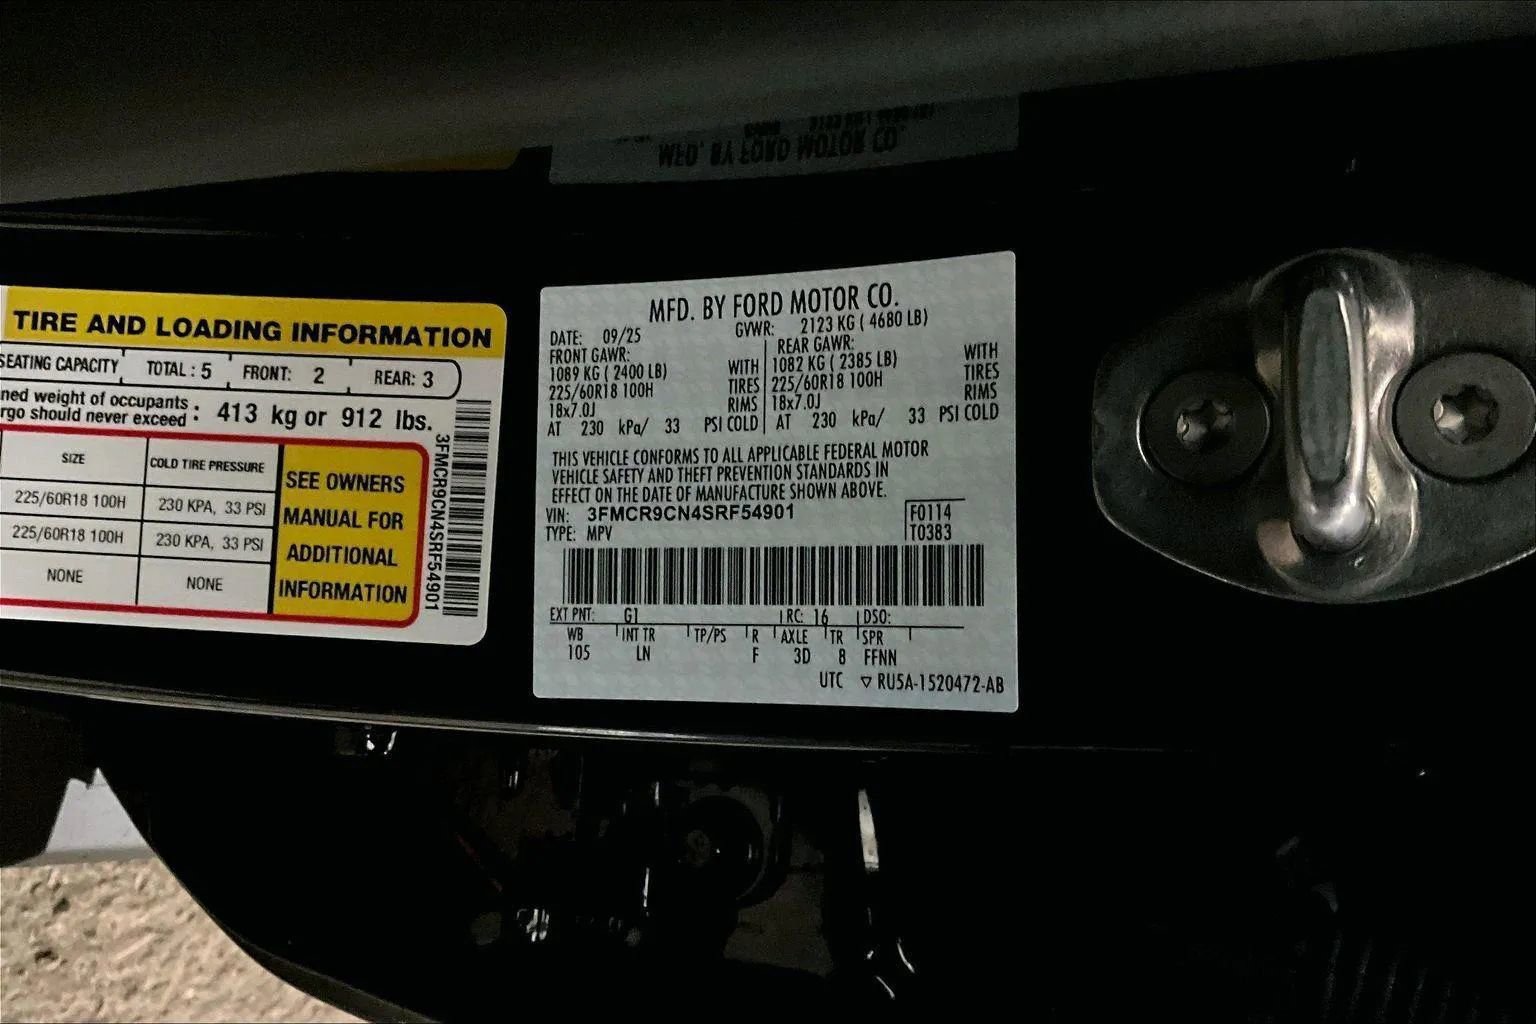 TIRE AND LOADING INFORMATION
SEATING CAPACITY TOTAL : 5 FRONT: 2 REAR: 3
ned weight of occupants
rgo should never exceed : 413 kg or 912 lbs.
SIZE COLD TIRE PRESSURE
225/60R18 100H 230 KPA, 33 PSI
225/60R18 100H 230 KPA, 33 PSI
NONE NONE
SEE OWNERS
MANUAL FOR
ADDITIONAL
INFORMATION
3FMCR9CN4SRF54901
MFD. BY FORD MOTOR CO.
DATE: 09/25 GVWR: 2123 KG ( 4680 LB)
FRONT GAWR: REAR GAWR:
1089 KG ( 2400 LB) WITH 1082 KG ( 2385 LB) WITH
225/60R18 100H TIRES 225/60R18 100H TIRES
18x7.0J RIMS 18x7.0J RIMS
AT 230 kPa/ 33 PSI COLD AT 230 kPa/ 33 PSI COLD
THIS VEHICLE CONFORMS TO ALL APPLICABLE FEDERAL MOTOR
VEHICLE SAFETY AND THEFT PREVENTION STANDARDS IN
EFFECT ON THE DATE OF MANUFACTURE SHOWN ABOVE.
VIN: 3FMCR9CN4SRF54901 F0114
TYPE: MPV T0383
EXT PNT: G1 RC: 16 DSO:
WB INT TR TP/PS R AXLE TR SPR
105 LN F 3D 8 FFNN
UTC ▽ RU5A-1520472-AB